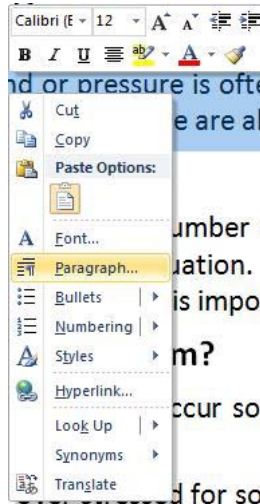 Calibri (E 12 A A
B I U ab A
nd or pressure is ofte
Cut
e are al
Copy
Paste Options:
A Font...
umber
Paragraph...
uation.
Bullets
is impo
Numbering
A Styles
m?
Hyperlink...
ccur so
Look Up
Synonyms
Translate
for so